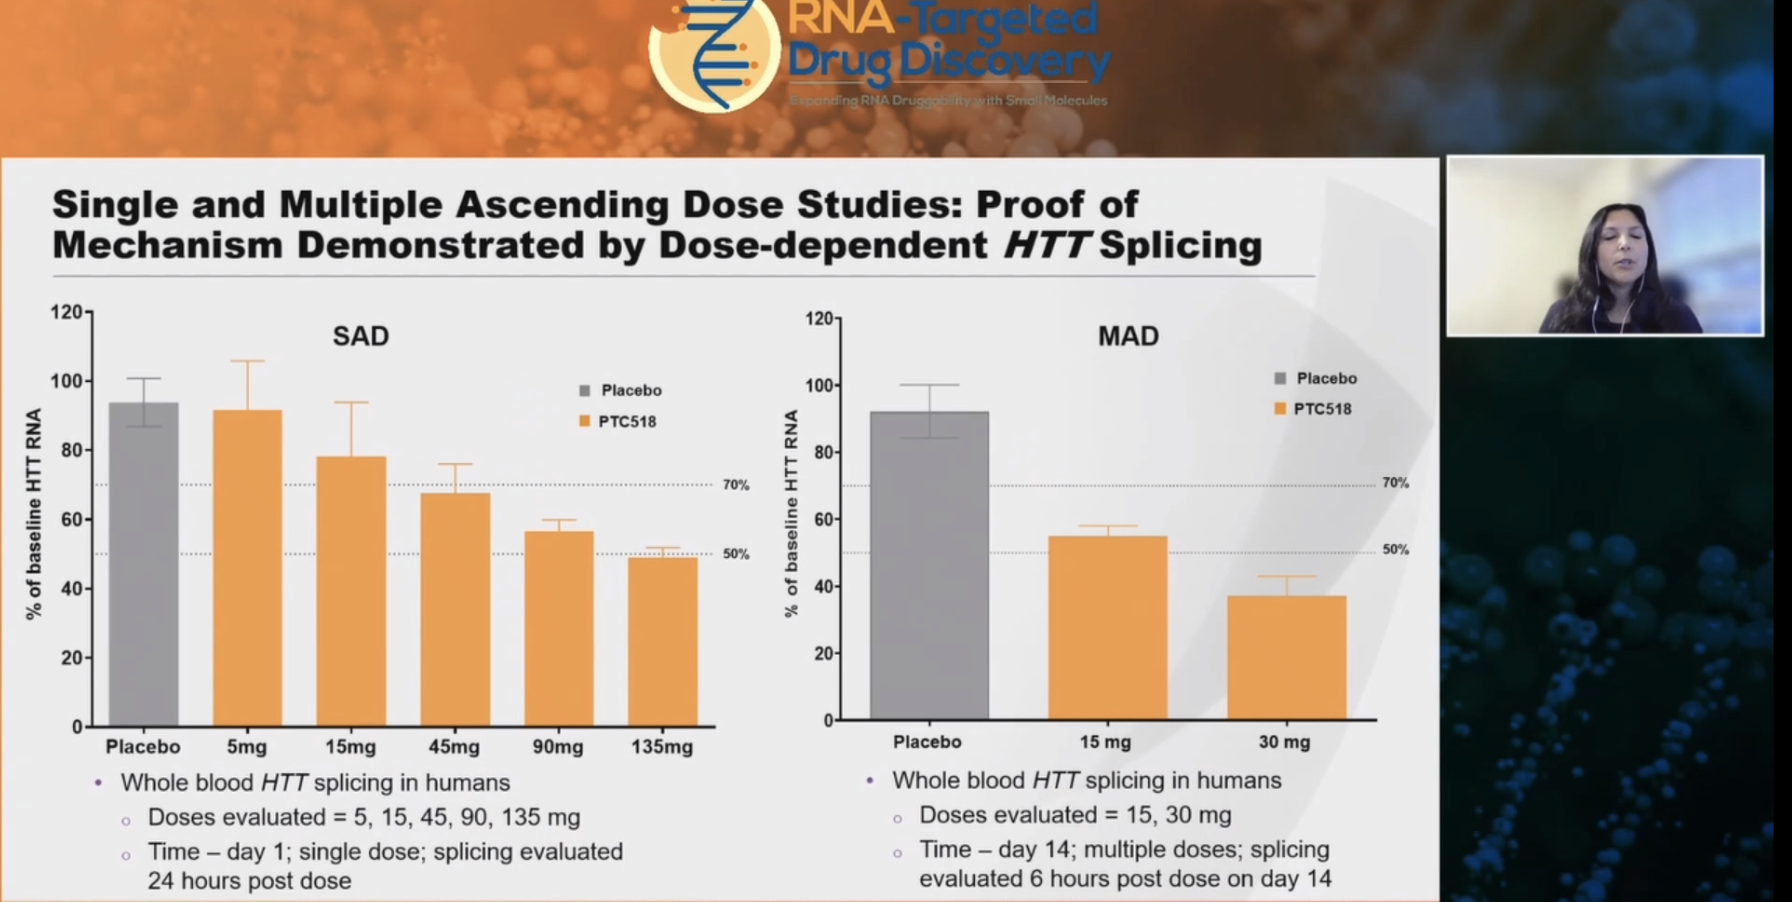 RNA-Targeted
Drug Discovery
Expanding RNA Druggability with Small Molecules
Single and Multiple Ascending Dose Studies: Proof of
Mechanism Demonstrated by Dose-dependent HTT Splicing
SAD
% of baseline HTT RNA
120
100
80
60
40
20
0
Placebo
PTC518
70%
50%
Placebo 5mg 15mg 45mg 90mg 135mg
• Whole blood HTT splicing in humans
o Doses evaluated = 5, 15, 45, 90, 135 mg
o Time – day 1; single dose; splicing evaluated
24 hours post dose
MAD
% of baseline HTT RNA
120
100
80
60
40
20
0
Placebo
PTC518
70%
50%
Placebo 15 mg 30 mg
• Whole blood HTT splicing in humans
o Doses evaluated = 15, 30 mg
o Time – day 14; multiple doses; splicing
evaluated 6 hours post dose on day 14